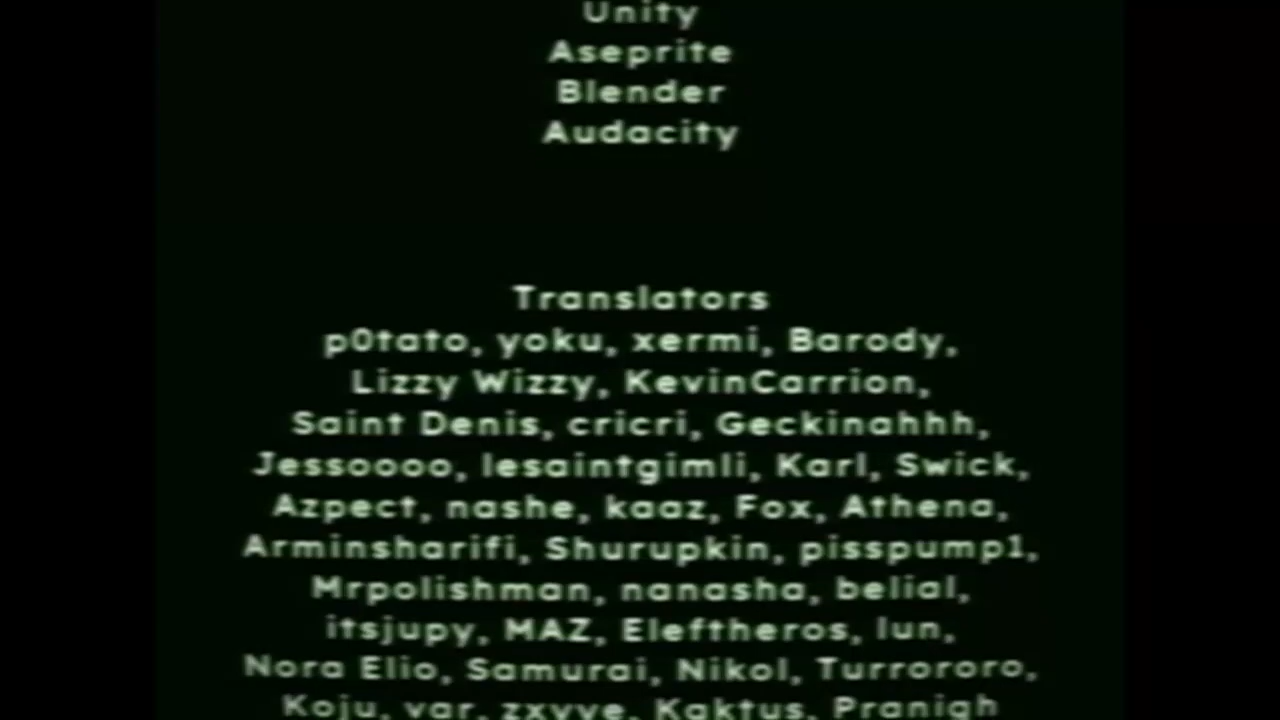 Unity
Aseprite
Blender
Audacity
Translators
p0tato, yoku, xermi, Barody,
Lizzy Wizzy, KevinCarrion,
Saint Denis, cricri, Geckinahhh,
Jessoooo, lesaintgimli, Karl, Swick,
Azpect, nashe, kaaz, Fox, Athena,
Arminsharifi, Shurupkin, pisspump1,
Mrpolishman, nanasha, belial,
itsjupy, MAZ, Eleftheros, lun,
Nora Elio, Samurai, Nikol, Turrororo,
Koju, var, zxyve, Kaktus, Pranigh